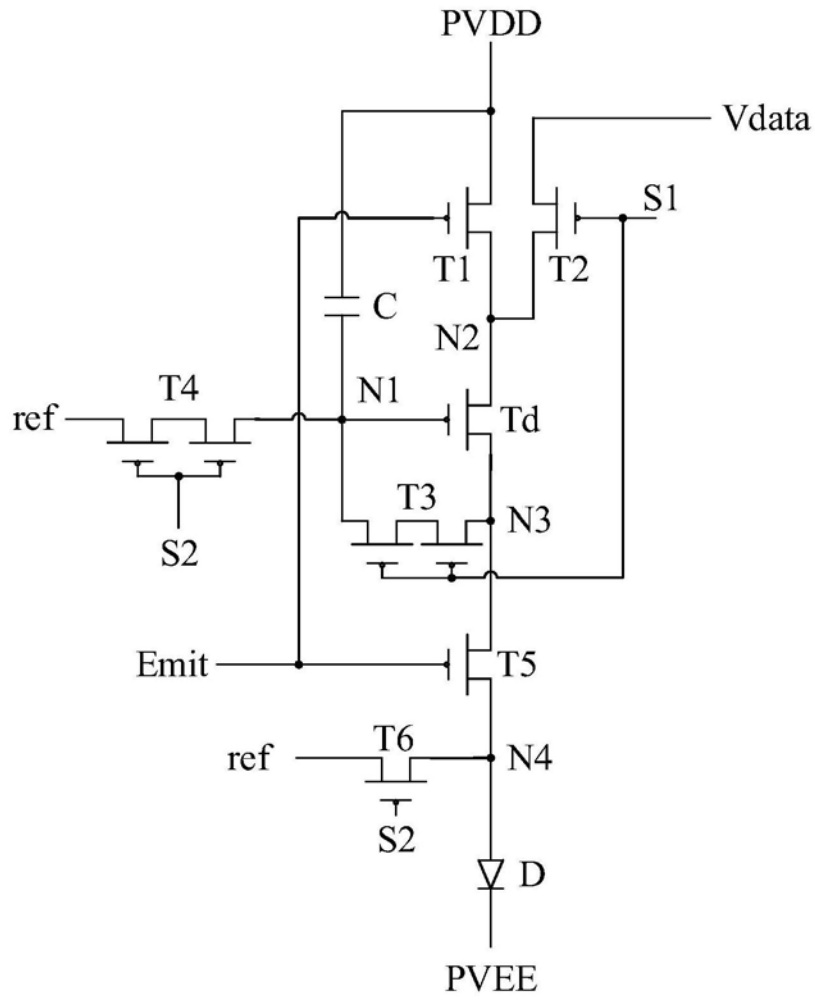 PVDD
Vdata
S1
T1
T2
C
N2
T4
N1
ref
Td
T3
N3
S2
Emit
T5
T6
ref
N4
S2
D
PVEE